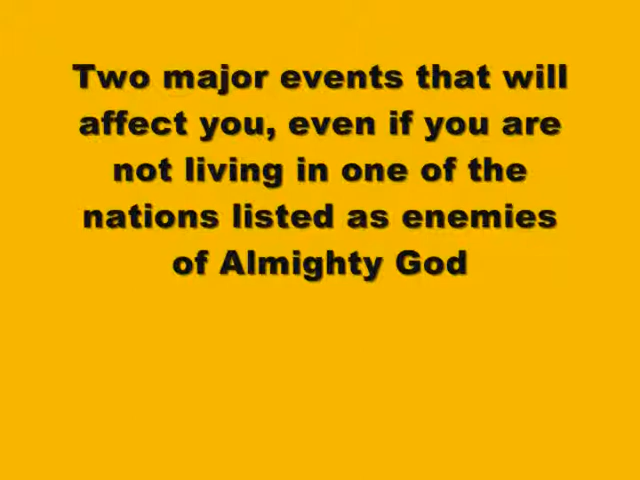 Two major events that will
affect you, even if you are
not living in one of the
nations listed as enemies
of Almighty God